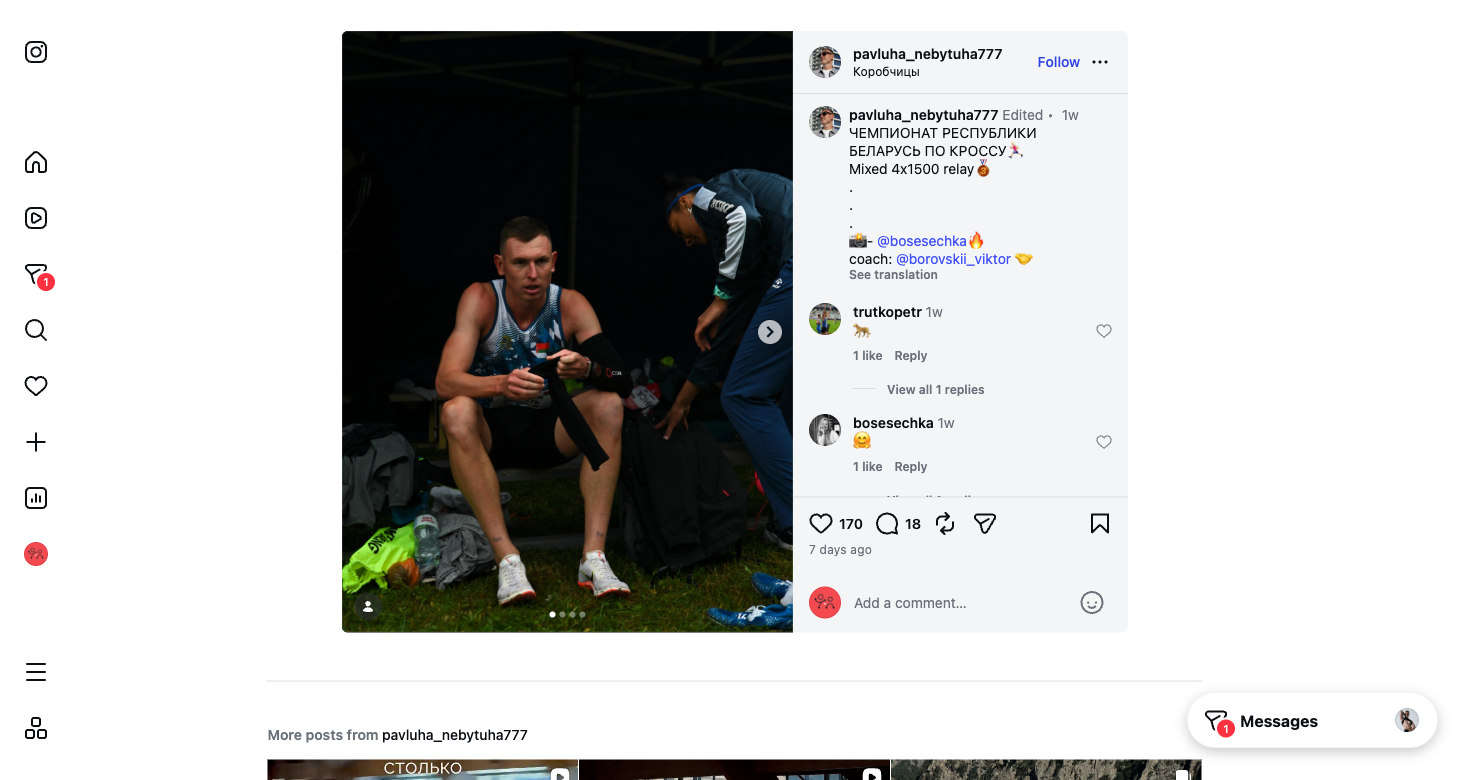 pavluha_nebytuha777
Follow
Коробчицы
pavluha_nebytuha777 Edited • 1w
ЧЕМПИОНАТ РЕСПУБЛИКИ
БЕЛАРУСЬ ПО КРОССУ
Mixed 4x1500 relay
.
.
.
- @bosesechka
coach: @borovskii_viktor
See translation
trutkopetr 1w
1 like Reply
View all 1 replies
bosesechka 1w
1 like Reply
1
170 18
7 days ago
Add a comment...
More posts from pavluha_nebytuha777
1 Messages
СТОЛЬКО